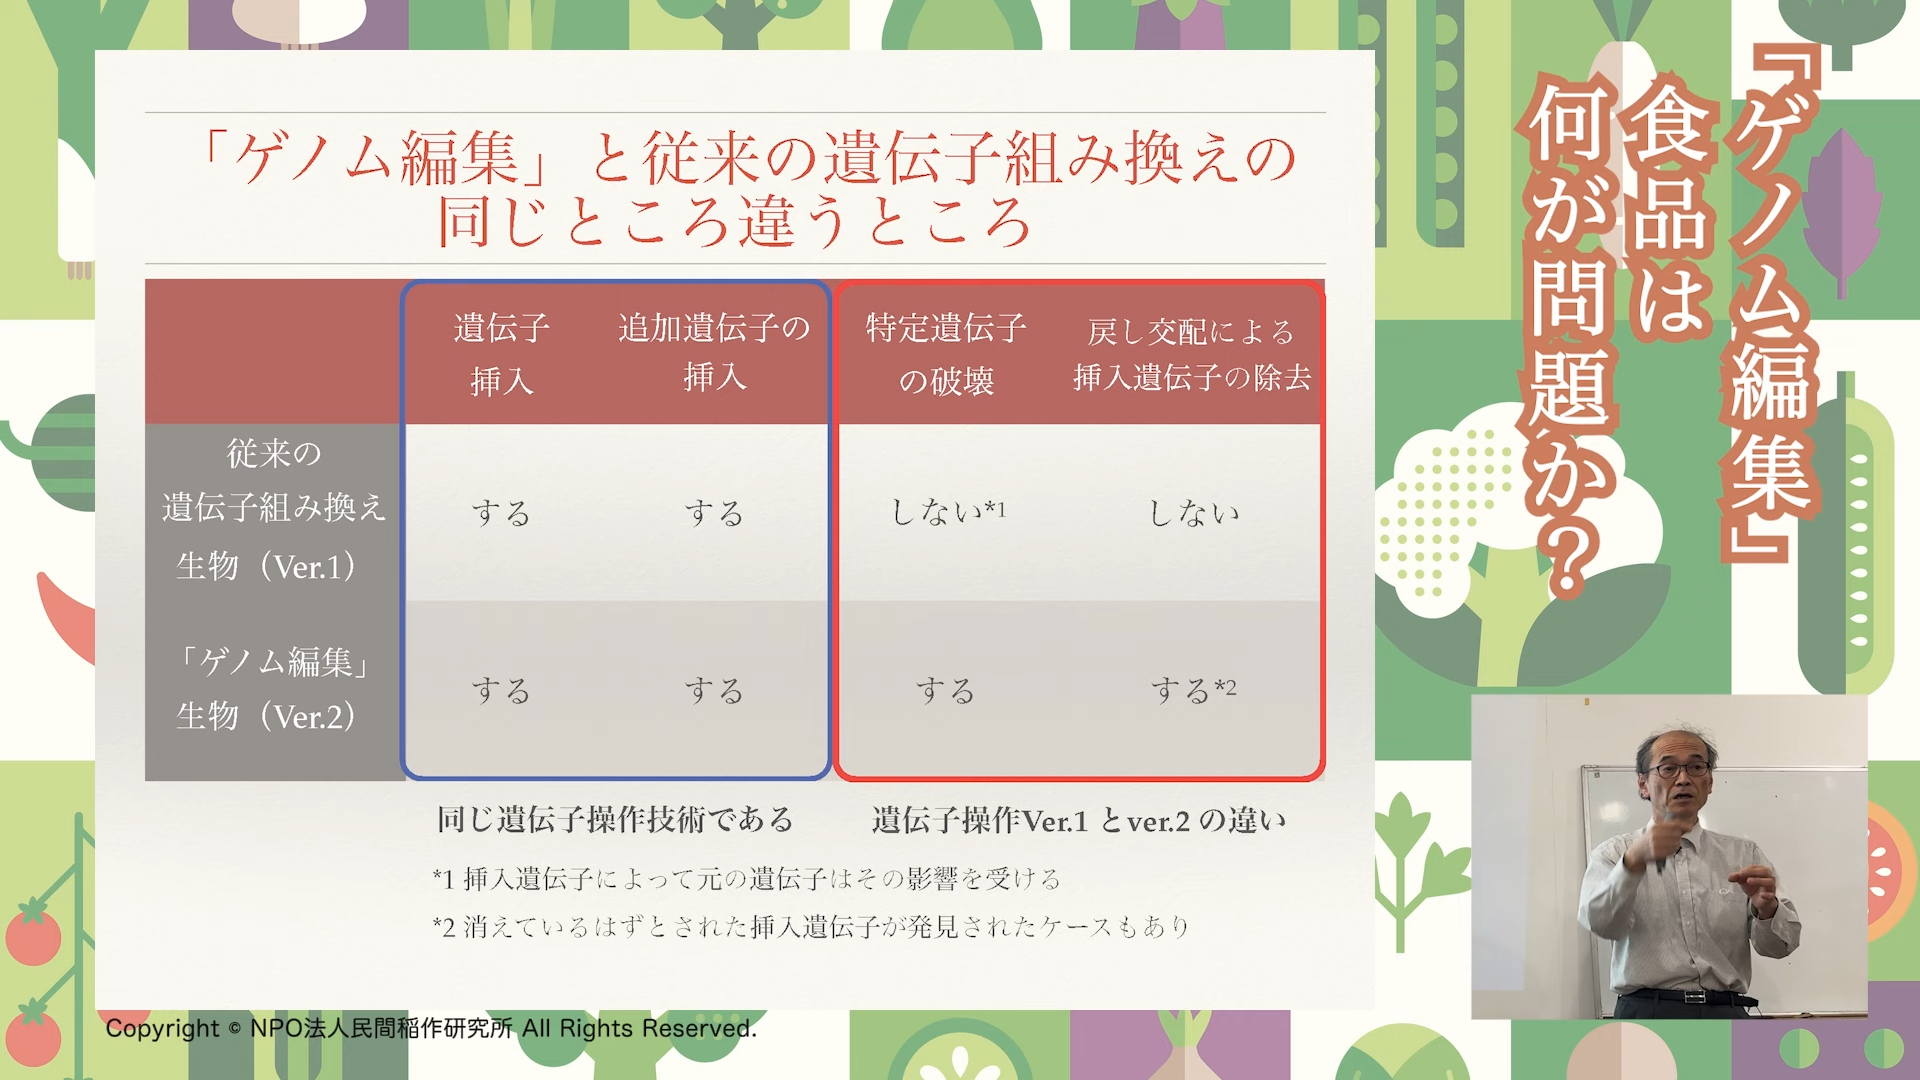 「ゲノム編集」と従来の遺伝子組み換えの
同じところ違うところ
遺伝子
挿入
追加遺伝子の
挿入
特定遺伝子
の破壊
戻し交配による
挿入遺伝子の除去
従来の
遺伝子組み換え
生物（Ver.1）
する
する
しない*1
しない
「ゲノム編集」
生物（Ver.2）
する
する
する
する*2
同じ遺伝子操作技術である
遺伝子操作Ver.1 とver.2 の違い
*1 挿入遺伝子によって元の遺伝子はその影響を受ける
*2 消えているはずとされた挿入遺伝子が発見されたケースもあり
『ゲノム編集』
食品は
何が問題か？
Copyright © NPO法人民間稲作研究所 All Rights Reserved.